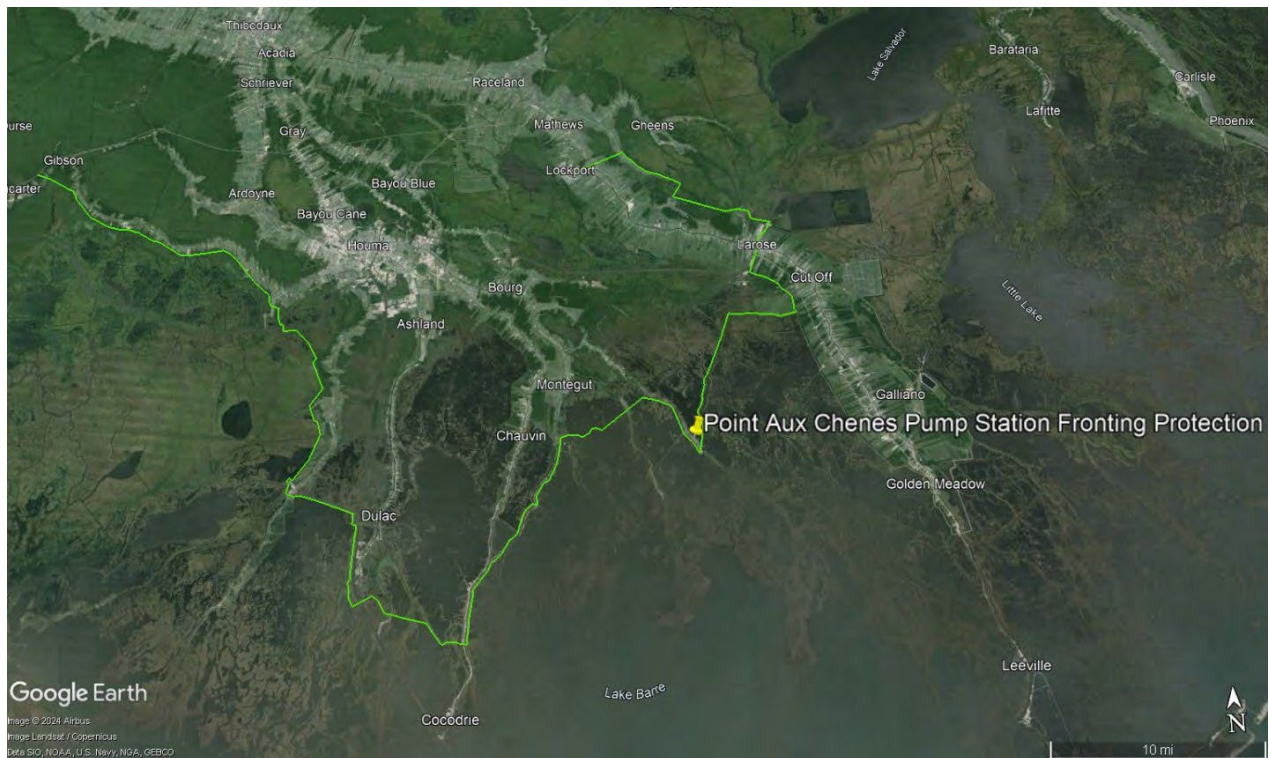 Thibodaux
Acadia
Schriever
Raceland
Lake Salvador
Barataria
Carlisle
Lafitte
Phoenix
Gray
Mathews
Gheens
ourse
Gibson
Lockport
ncarter
Ardoyne
Bayou Blue
Bayou Cane
Houma
Larose
Cut Off
Bourg
Little Lake
Ashland
Montegut
Galliano
Point Aux Chenes Pump Station Fronting Protection
Chauvin
Golden Meadow
Dulac
Leeville
Lake Barre
Cocodrie
Google Earth
Image © 2024 Airbus
Image Landsat / Copernicus
Data SIO, NOAA, U.S. Navy, NGA, GEBCO
N
10 mi